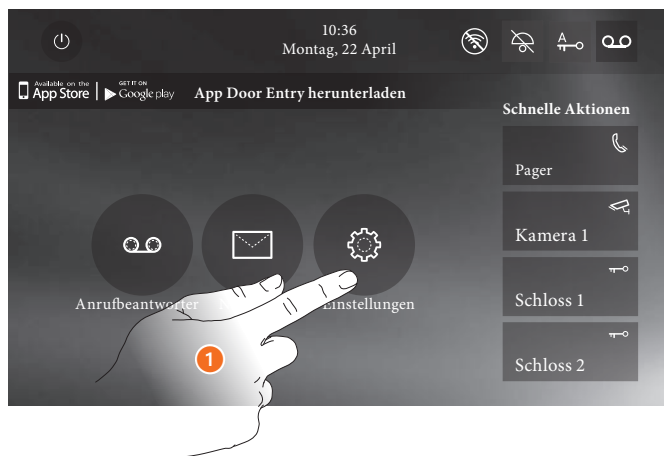 10:36
Montag, 22 April
A
Available on the
App Store
GET IT ON
Google play
App Door Entry herunterladen
Schnelle Aktionen
Pager
Kamera 1
Anrufbeantworter
Einstellungen
Schloss 1
1
Schloss 2